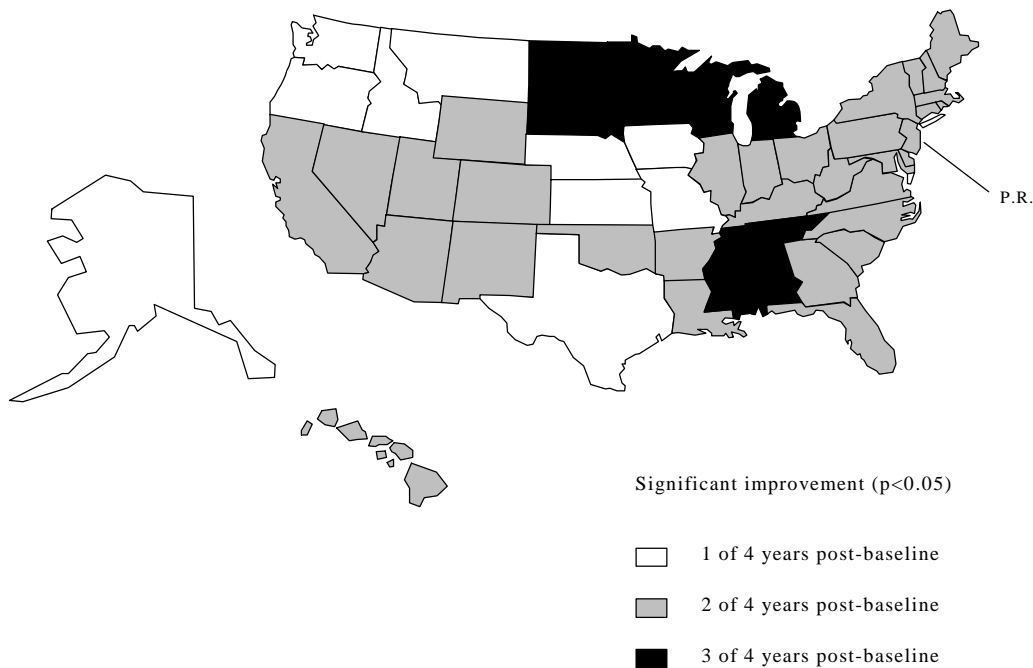 P.R.
Significant improvement (p<0.05)
1 of 4 years post-baseline
2 of 4 years post-baseline
3 of 4 years post-baseline